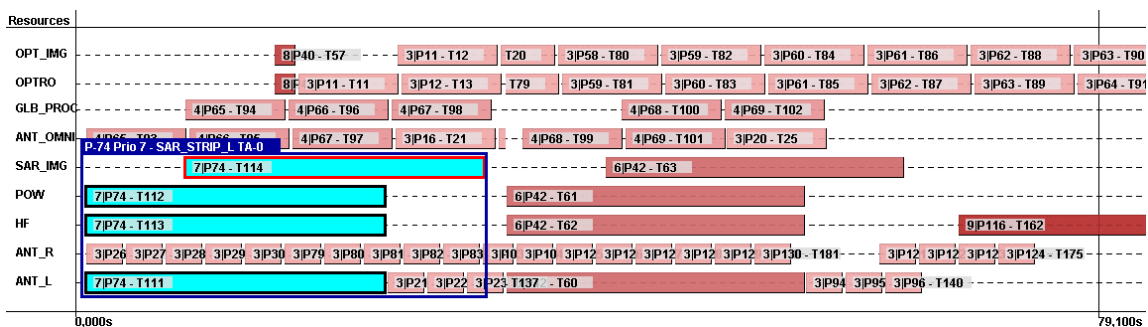 Resources
OPT_IMG 8|P40 - T57 3|P11 - T12 T20 3|P58 - T80 3|P59 - T82 3|P60 - T84 3|P61 - T86 3|P62 - T88 3|P63 - T90
OPTRO 3|P11 - T11 3|P12 - T13 T79 3|P59 - T81 3|P60 - T83 3|P61 - T85 3|P62 - T87 3|P63 - T89 3|P64 - T91
GLB_PROC 4|P65 - T94 4|P66 - T96 4|P67 - T98 4|P68 - T100 4|P69 - T102
ANT_OMNI 4|P65 - T93 4|P66 - T95 4|P67 - T97 3|P16 - T21 4|P68 - T99 4|P69 - T101 3|P20 - T25
P-74 Prio 7 - SAR_STRIP_L TA-0
SAR_IMG 7|P74 - T114 6|P42 - T63
POW 7|P74 - T112 6|P42 - T61
HF 7|P74 - T113 6|P42 - T62 9|P116 - T162
ANT_R 3|P26 3|P27 3|P28 3|P29 3|P30 3|P79 3|P80 3|P81 3|P82 3|P83 3|P10 3|P12 3|P12 3|P12 3|P12 3|P12 3|P130 - T181 3|P12 3|P12 3|P12 3|P124 - T175
ANT_L 7|P74 - T111 3|P21 3|P22 3|P23 - T137 - T60 3|P94 3|P95 3|P96 - T140
0,000s 79,100s